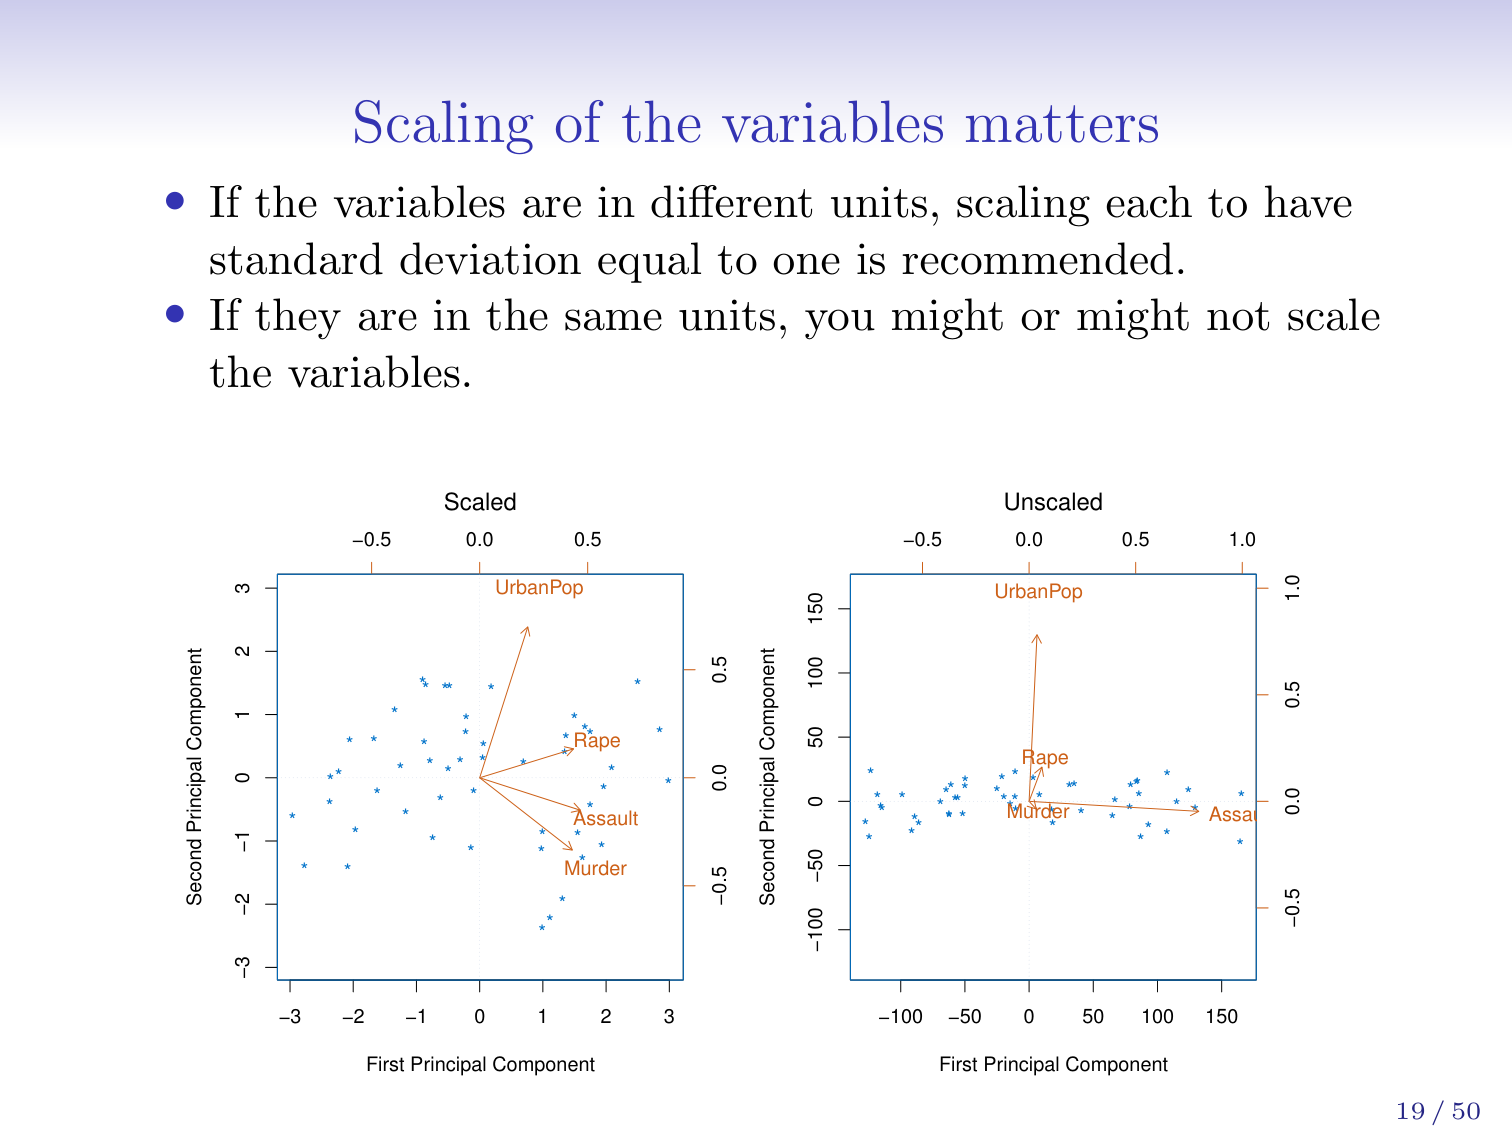 Scaling of the variables matters
• If the variables are in different units, scaling each to have
standard deviation equal to one is recommended.
• If they are in the same units, you might or might not scale
the variables.
Scaled
−0.5 0.0 0.5
UrbanPop
Rape
Assault
Murder
3
2
1
0
−1
−2
−3
Second Principal Component
0.5
0.0
−0.5
−3 −2 −1 0 1 2 3
First Principal Component
Unscaled
−0.5 0.0 0.5 1.0
UrbanPop
Rape
Murder
Assau
150
100
50
0
−50
−100
Second Principal Component
1.0
0.5
0.0
−0.5
−100 −50 0 50 100 150
First Principal Component
19 / 50